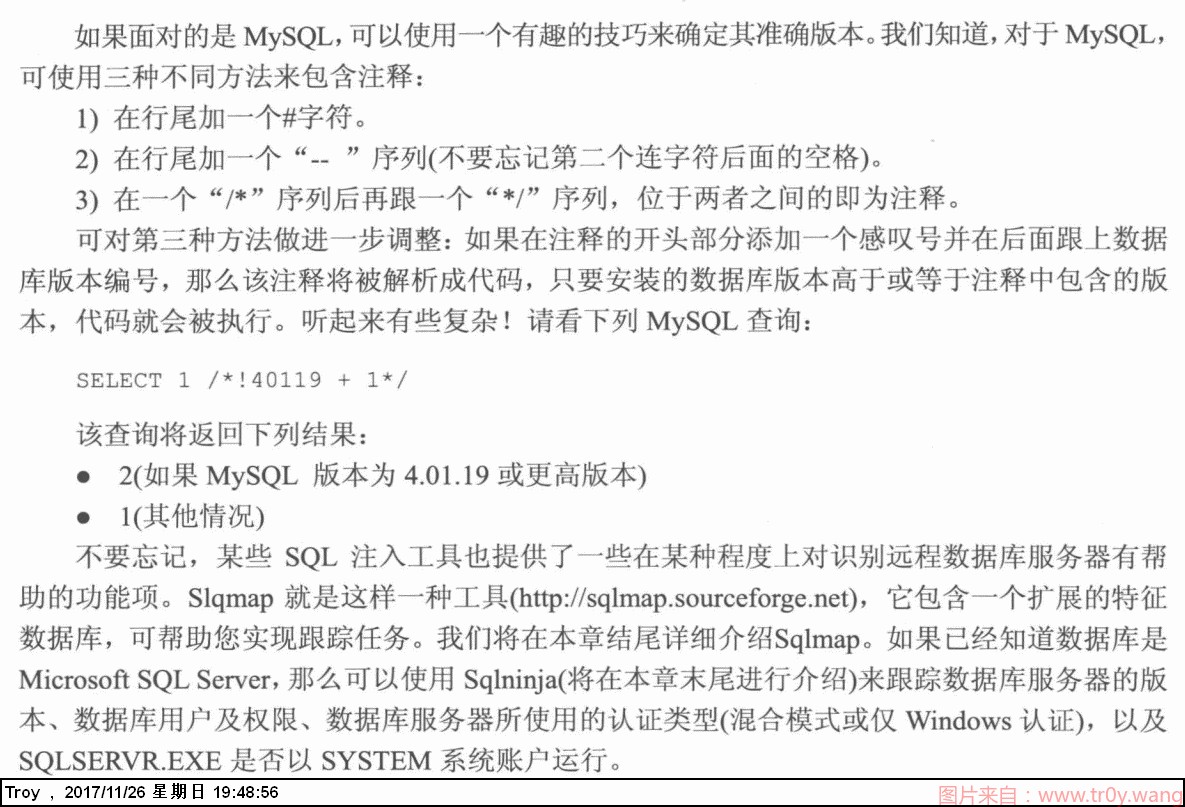 如果面对的是 MySQL，可以使用一个有趣的技巧来确定其准确版本。我们知道，对于 MySQL，
可使用三种不同方法来包含注释：
1) 在行尾加一个#字符。
2) 在行尾加一个“-- ”序列(不要忘记第二个连字符后面的空格)。
3) 在一个“/*”序列后再跟一个“*/”序列，位于两者之间的即为注释。
可对第三种方法做进一步调整：如果在注释的开头部分添加一个感叹号并在后面跟上数据
库版本编号，那么该注释将被解析成代码，只要安装的数据库版本高于或等于注释中包含的版
本，代码就会被执行。听起来有些复杂！请看下列 MySQL 查询：
SELECT 1 /*!40119 + 1*/
该查询将返回下列结果：
● 2(如果 MySQL 版本为 4.01.19 或更高版本)
● 1(其他情况)
不要忘记，某些 SQL 注入工具也提供了一些在某种程度上对识别远程数据库服务器有帮
助的功能项。Slqmap 就是这样一种工具(http://sqlmap.sourceforge.net)，它包含一个扩展的特征
数据库，可帮助您实现跟踪任务。我们将在本章结尾详细介绍Sqlmap。如果已经知道数据库是
Microsoft SQL Server，那么可以使用 Sqlninja(将在本章末尾进行介绍)来跟踪数据库服务器的版
本、数据库用户及权限、数据库服务器所使用的认证类型(混合模式或仅 Windows 认证)，以及
SQLSERVR.EXE 是否以 SYSTEM 系统账户运行。
Troy , 2017/11/26 星期日 19:48:56
图片来自：www.tr0y.wang